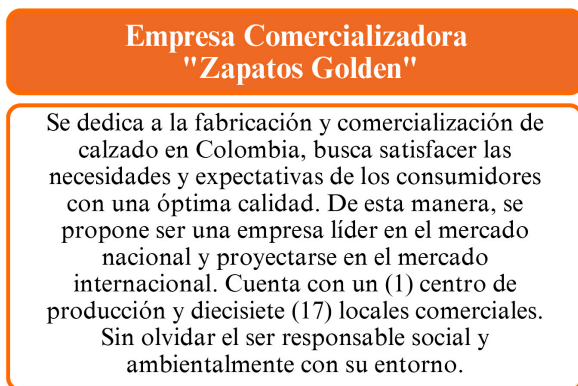 Empresa Comercializadora
"Zapatos Golden"
Se dedica a la fabricación y comercialización de
calzado en Colombia, busca satisfacer las
necesidades y expectativas de los consumidores
con una óptima calidad. De esta manera, se
propone ser una empresa líder en el mercado
nacional y proyectarse en el mercado
internacional. Cuenta con un (1) centro de
producción y diecisiete (17) locales comerciales.
Sin olvidar el ser responsable social y
ambientalmente con su entorno.